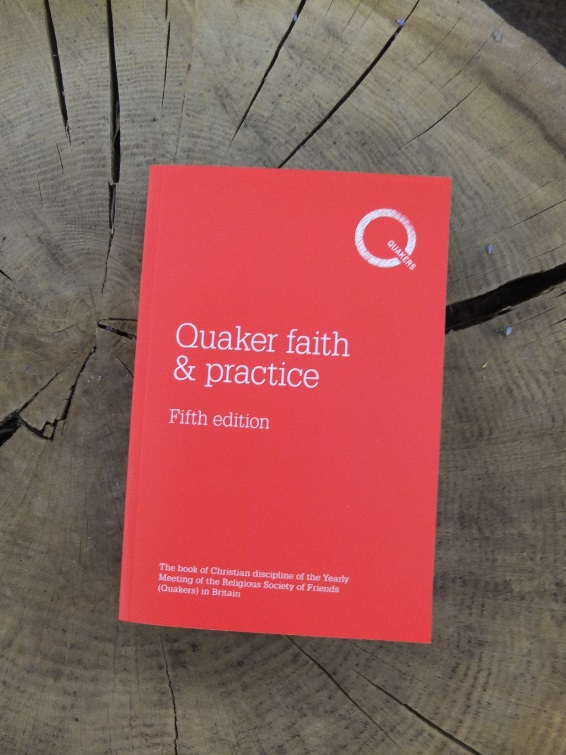 QUAKERS
Quaker faith
& practice
Fifth edition
The book of Christian discipline of the Yearly
Meeting of the Religious Society of Friends
(Quakers) in Britain